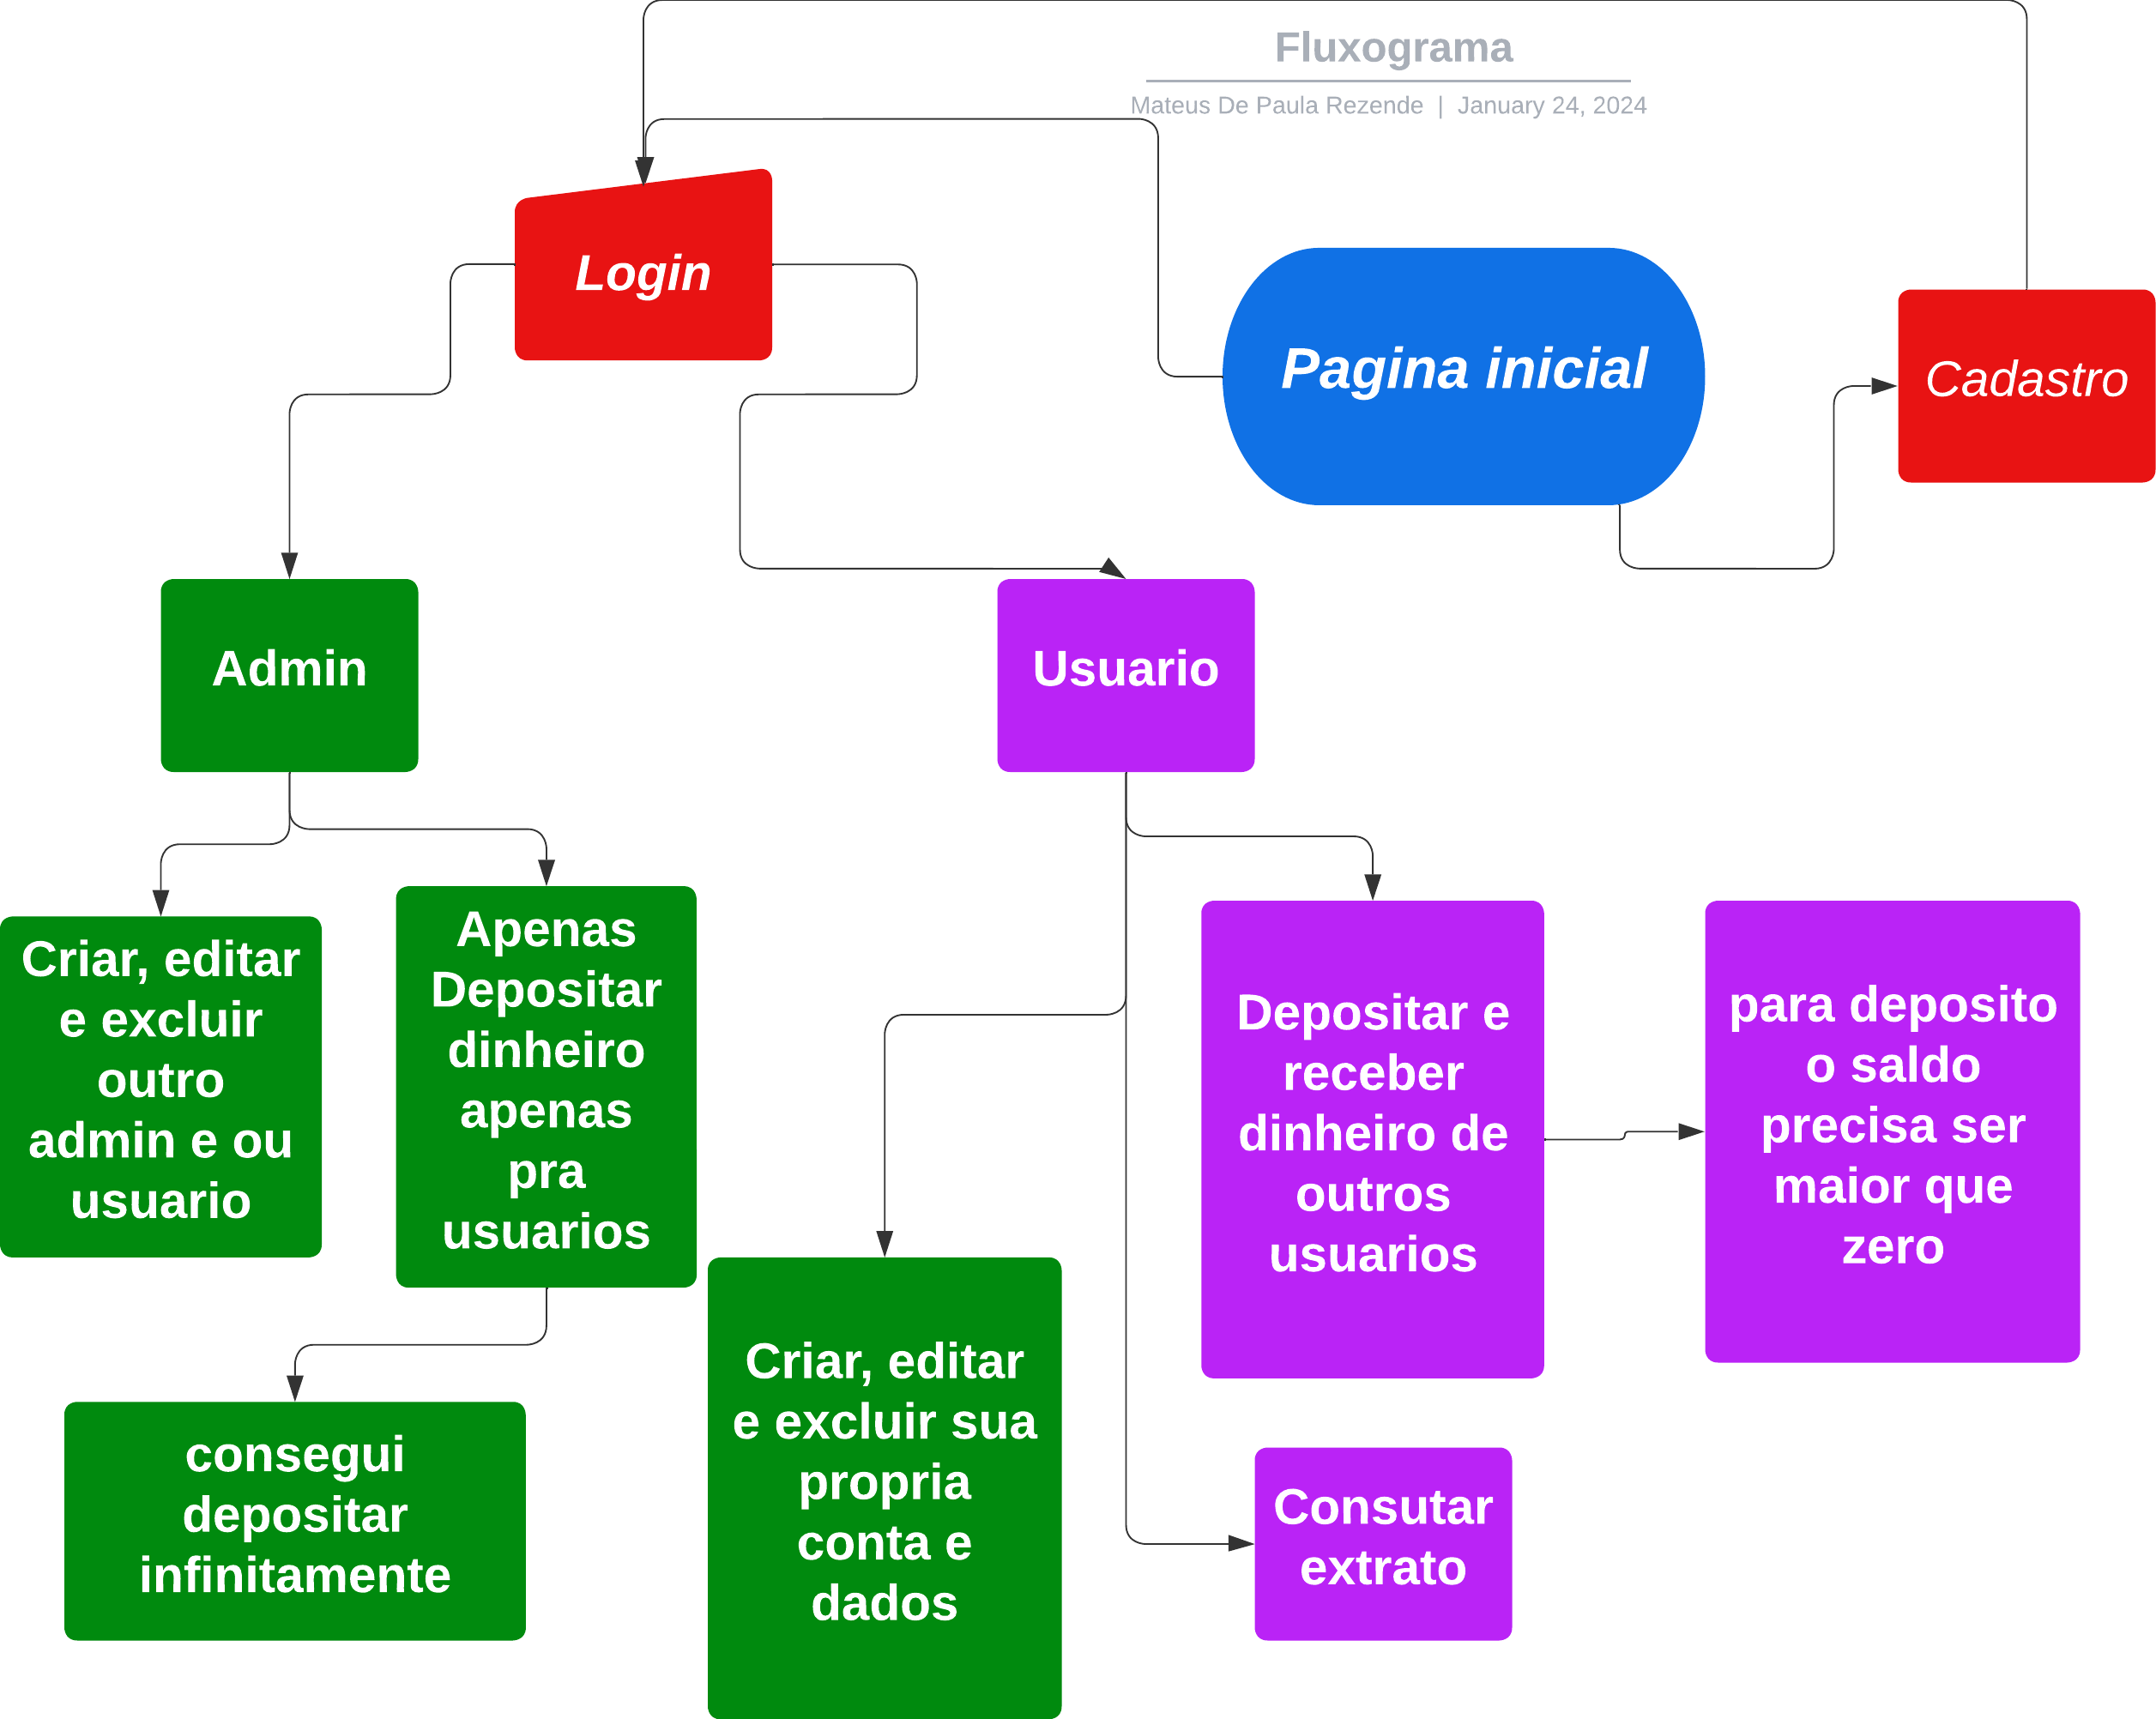 Fluxograma
Mateus De Paula Rezende | January 24, 2024
Login
Pagina inicial
Cadastro
Admin
Usuario
Criar, editar
e excluir
outro
admin e ou
usuario
Apenas
Depositar
dinheiro
apenas
pra
usuarios
Depositar e
receber
dinheiro de
outros
usuarios
para deposito
o saldo
precisa ser
maior que
zero
consegui
depositar
infinitamente
Criar, editar
e excluir sua
propria
conta e
dados
Consutar
extrato